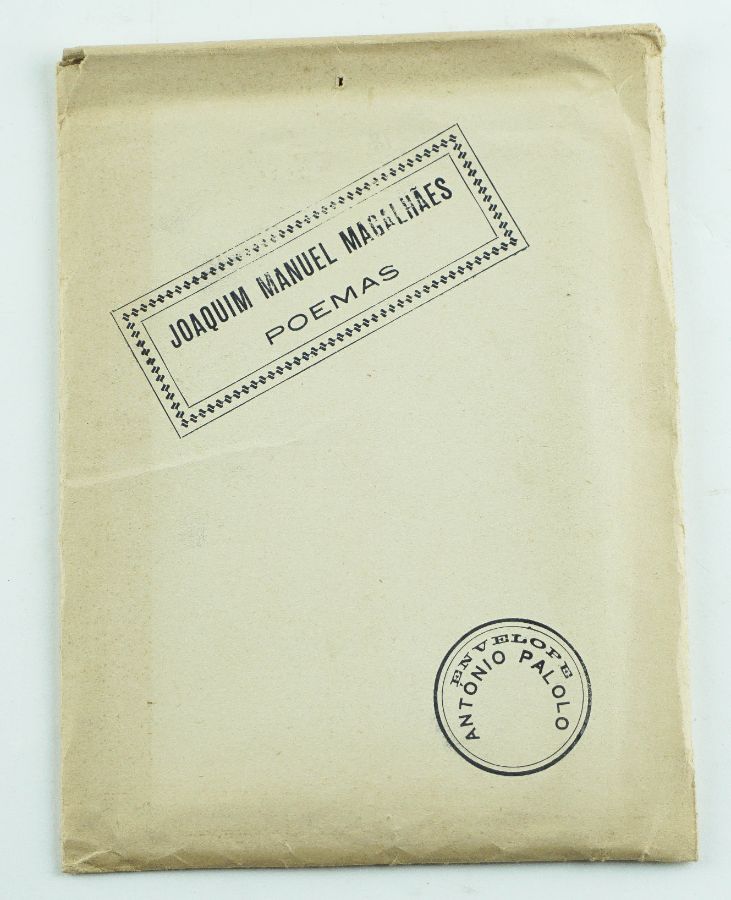 JOAQUIM MANUEL MAGALHÃES
POEMAS
ENVELOPE
ANTÓNIO PALOLO